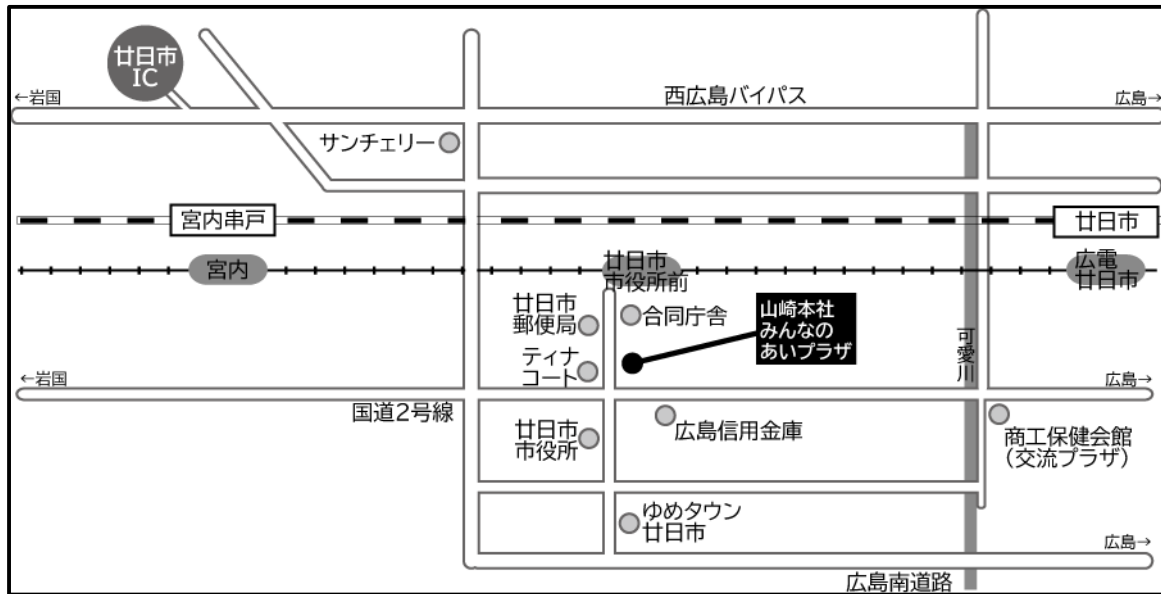 廿日市
IC
←岩国
西広島バイパス
広島→
サンチェリー
宮内串戸
廿日市
宮内
廿日市
市役所前
広電
廿日市
廿日市
郵便局
合同庁舎
山崎本社
みんなの
あいプラザ
ティナ
コート
可愛川
←岩国
広島→
国道2号線
廿日市
市役所
広島信用金庫
商工保健会館
（交流プラザ）
ゆめタウン
廿日市
広島→
広島南道路